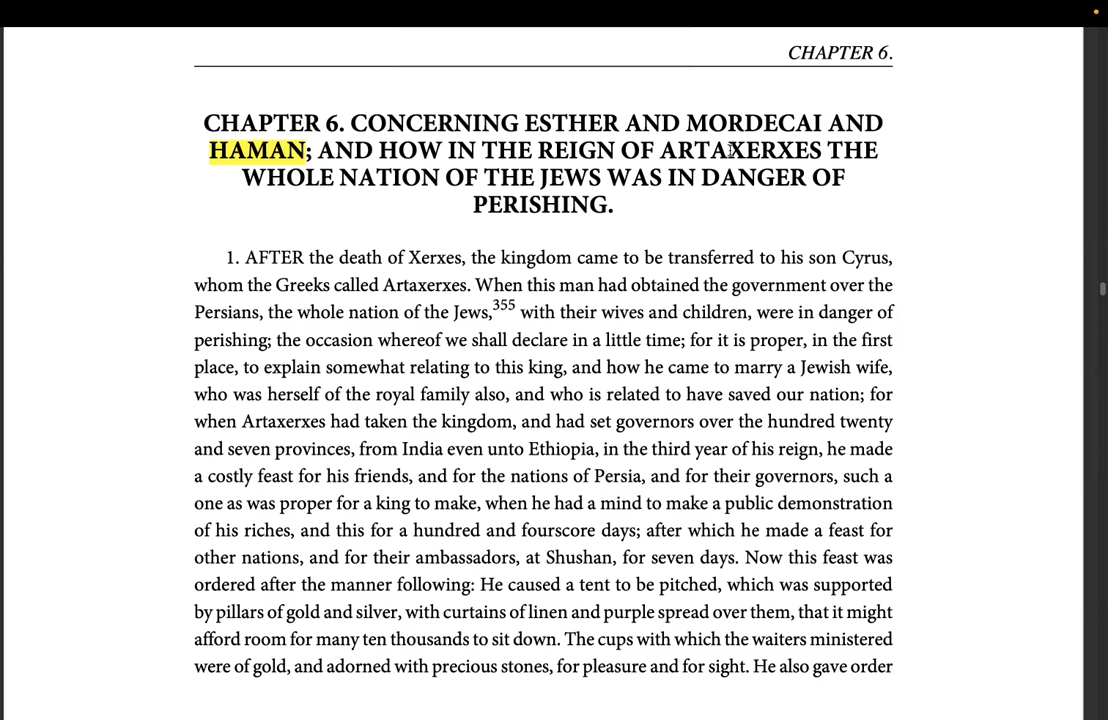 CHAPTER 6.
CHAPTER 6. CONCERNING ESTHER AND MORDECAI AND
HAMAN; AND HOW IN THE REIGN OF ARTAXERXES THE
WHOLE NATION OF THE JEWS WAS IN DANGER OF
PERISHING.
1. AFTER the death of Xerxes, the kingdom came to be transferred to his son Cyrus,
whom the Greeks called Artaxerxes. When this man had obtained the government over the
Persians, the whole nation of the Jews,355 with their wives and children, were in danger of
perishing; the occasion whereof we shall declare in a little time; for it is proper, in the first
place, to explain somewhat relating to this king, and how he came to marry a Jewish wife,
who was herself of the royal family also, and who is related to have saved our nation; for
when Artaxerxes had taken the kingdom, and had set governors over the hundred twenty
and seven provinces, from India even unto Ethiopia, in the third year of his reign, he made
a costly feast for his friends, and for the nations of Persia, and for their governors, such a
one as was proper for a king to make, when he had a mind to make a public demonstration
of his riches, and this for a hundred and fourscore days; after which he made a feast for
other nations, and for their ambassadors, at Shushan, for seven days. Now this feast was
ordered after the manner following: He caused a tent to be pitched, which was supported
by pillars of gold and silver, with curtains of linen and purple spread over them, that it might
afford room for many ten thousands to sit down. The cups with which the waiters ministered
were of gold, and adorned with precious stones, for pleasure and for sight. He also gave order